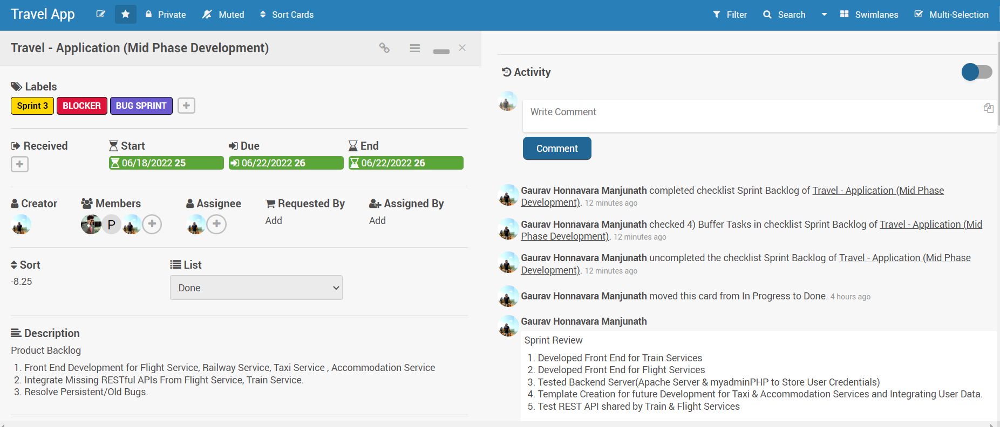 Travel App Private Muted Sort Cards Filter Search Swimlanes Multi-Selection
Travel - Application (Mid Phase Development)
Labels
Sprint 3 BLOCKER BUG SPRINT
Received Start Due End
06/18/2022 25 06/22/2022 26 06/22/2022 26
Creator Members Assignee Requested By Assigned By
P Add Add
Sort List
-8.25 Done
Description
Product Backlog
1. Front End Development for Flight Service, Railway Service, Taxi Service , Accommodation Service
2. Integrate Missing RESTful APIs From Flight Service, Train Service.
3. Resolve Persistent/Old Bugs.
Activity
Write Comment
Comment
Gaurav Honnavara Manjunath completed checklist Sprint Backlog of Travel - Application (Mid Phase
Development). 12 minutes ago
Gaurav Honnavara Manjunath checked 4) Buffer Tasks in checklist Sprint Backlog of Travel - Application (Mid
Phase Development). 12 minutes ago
Gaurav Honnavara Manjunath uncompleted the checklist Sprint Backlog of Travel - Application (Mid Phase
Development). 12 minutes ago
Gaurav Honnavara Manjunath moved this card from In Progress to Done. 4 hours ago
Gaurav Honnavara Manjunath
Sprint Review
1. Developed Front End for Train Services
2. Developed Front End for Flight Services
3. Tested Backend Server(Apache Server & myadminPHP to Store User Credentials)
4. Template Creation for future Development for Taxi & Accommodation Services and Integrating User Data.
5. Test REST API shared by Train & Flight Services